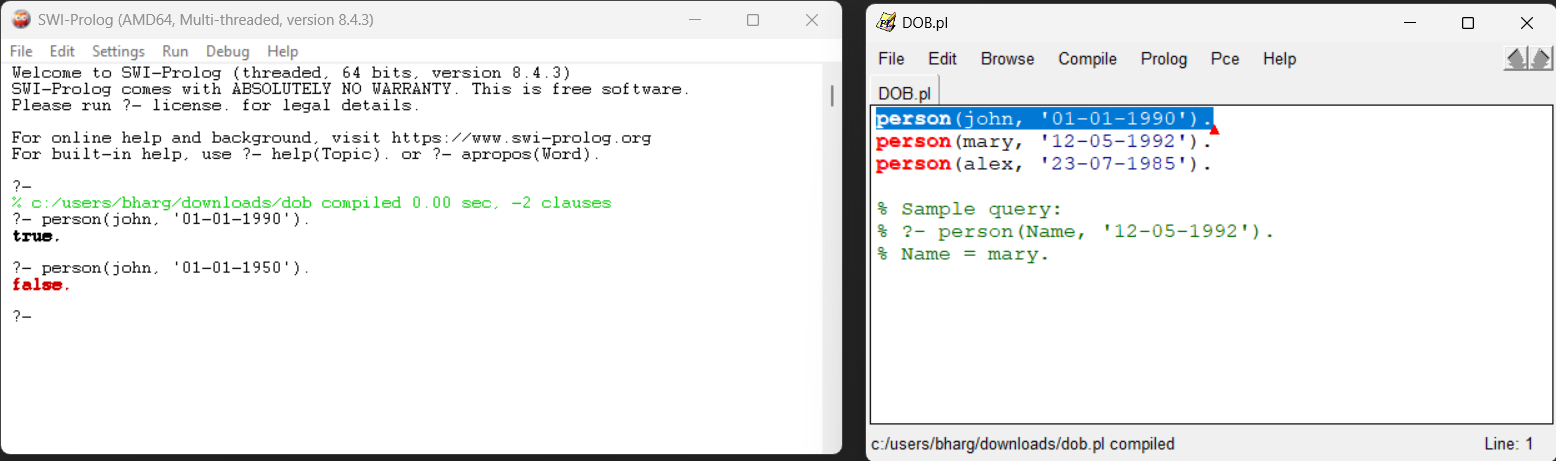 SWI-Prolog (AMD64, Multi-threaded, version 8.4.3)
File Edit Settings Run Debug Help
Welcome to SWI-Prolog (threaded, 64 bits, version 8.4.3)
SWI-Prolog comes with ABSOLUTELY NO WARRANTY. This is free software.
Please run ?- license. for legal details.
For online help and background, visit https://www.swi-prolog.org
For built-in help, use ?- help(Topic). or ?- apropos(Word).
?-
% c:/users/bharg/downloads/dob compiled 0.00 sec, -2 clauses
?- person(john, '01-01-1990').
true.
?- person(john, '01-01-1950').
false.
?-
DOB.pl
File Edit Browse Compile Prolog Pce Help
DOB.pl
person(john, '01-01-1990').
person(mary, '12-05-1992').
person(alex, '23-07-1985').
% Sample query:
% ?- person(Name, '12-05-1992').
% Name = mary.
c:/users/bharg/downloads/dob.pl compiled Line: 1